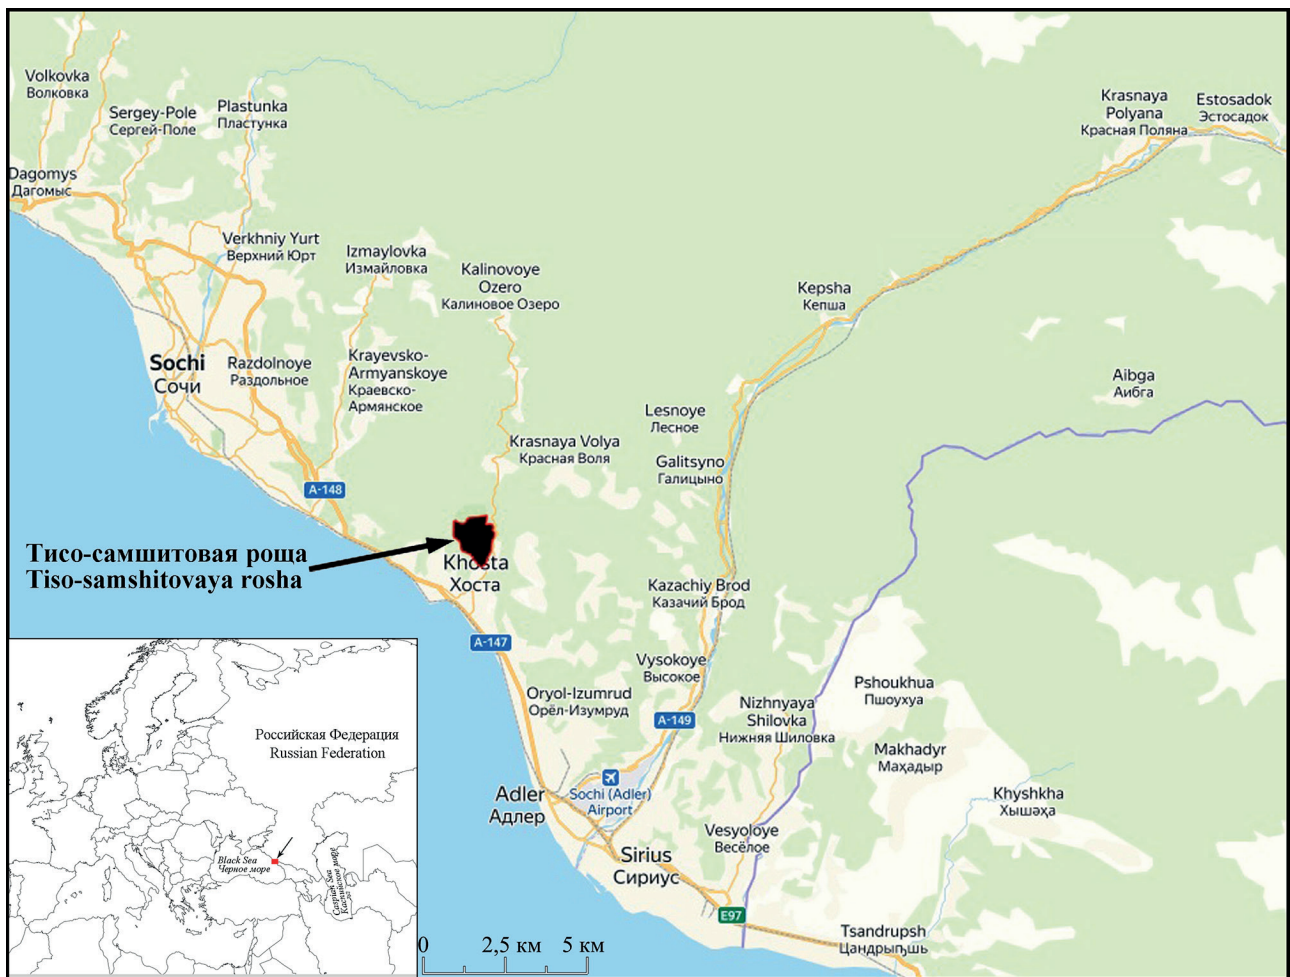 Volkovka
Волковка
Sergey-Pole
Сергей-Поле
Plastunka
Пластунка
Krasnaya
Polyana
Красная Поляна
Estosadok
Эстосадок
Dagomys
Дагомыс
Verkhniy Yurt
Верхний Юрт
Izmaylovka
Измайловка
Kalinovoye
Ozero
Калиновое Озеро
Kepsha
Кепша
Sochi
Сочи
Razdolnoye
Раздольное
Krayevsko-
Armyanskoye
Краевско-
Армянское
Aibga
Аибга
Lesnoye
Лесное
Krasnaya Volya
Красная Воля
Galitsyno
Галицыно
A-148
Тисо-самшитовая роща
Tiso-samshitovaya rosha
Khosta
Хоста
Kazachiy Brod
Казачий Брод
A-147
Vysokoye
Высокое
Oryol-Izumrud
Орёл-Изумруд
A-149
Nizhnyaya
Shilovka
Нижняя Шиловка
Pshoukhua
Пшоухуа
Makhadyr
Маҳадыр
Khyshkha
Хышәҳа
Sochi (Adler)
Airport
Adler
Адлер
Vesyoloye
Весёлое
Sirius
Сириус
E97
Tsandrupsh
Цандрыҧшь
Российская Федерация
Russian Federation
Black Sea
Черное море
Caspian Sea
Каспийское море
0
2,5 км
5 км